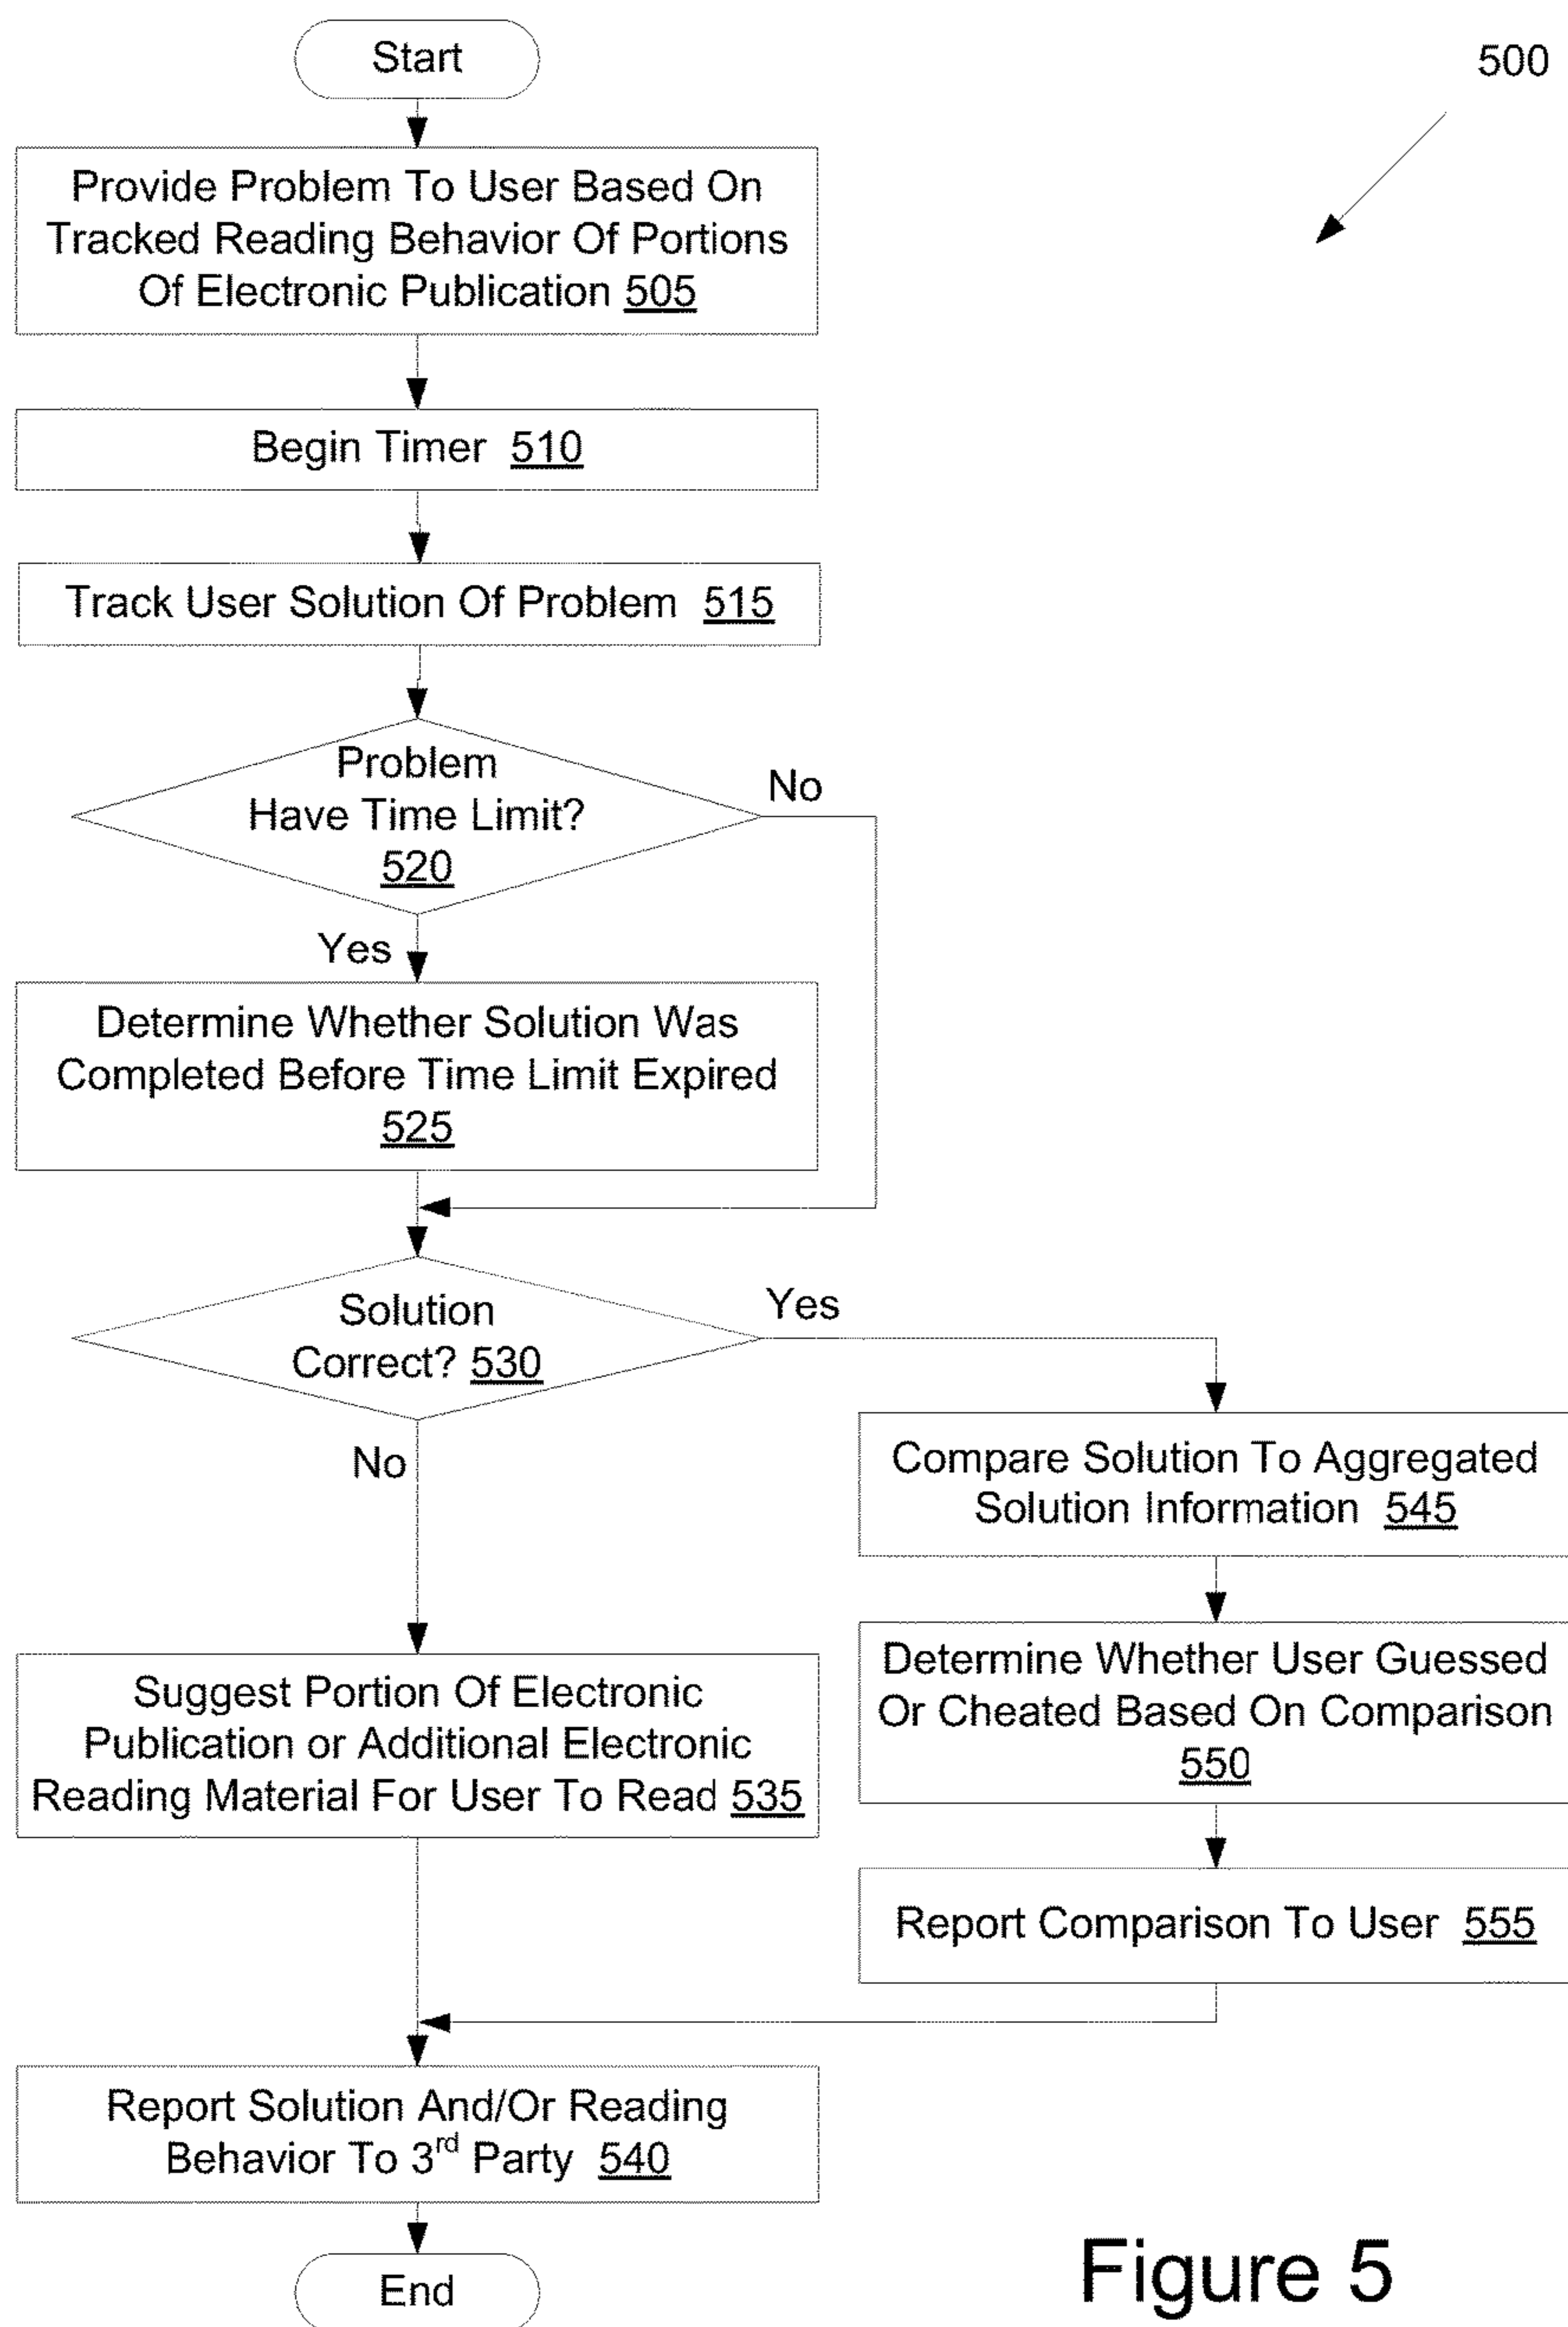 Start
500
Provide Problem To User Based On
Tracked Reading Behavior Of Portions
Of Electronic Publication 505
Begin Timer 510
Track User Solution Of Problem 515
Problem
Have Time Limit?
520
No
Yes
Determine Whether Solution Was
Completed Before Time Limit Expired
525
Solution
Correct? 530
Yes
No
Compare Solution To Aggregated
Solution Information 545
Determine Whether User Guessed
Or Cheated Based On Comparison
550
Suggest Portion Of Electronic
Publication or Additional Electronic
Reading Material For User To Read 535
Report Comparison To User 555
Report Solution And/Or Reading
Behavior To 3rd Party 540
End
Figure 5